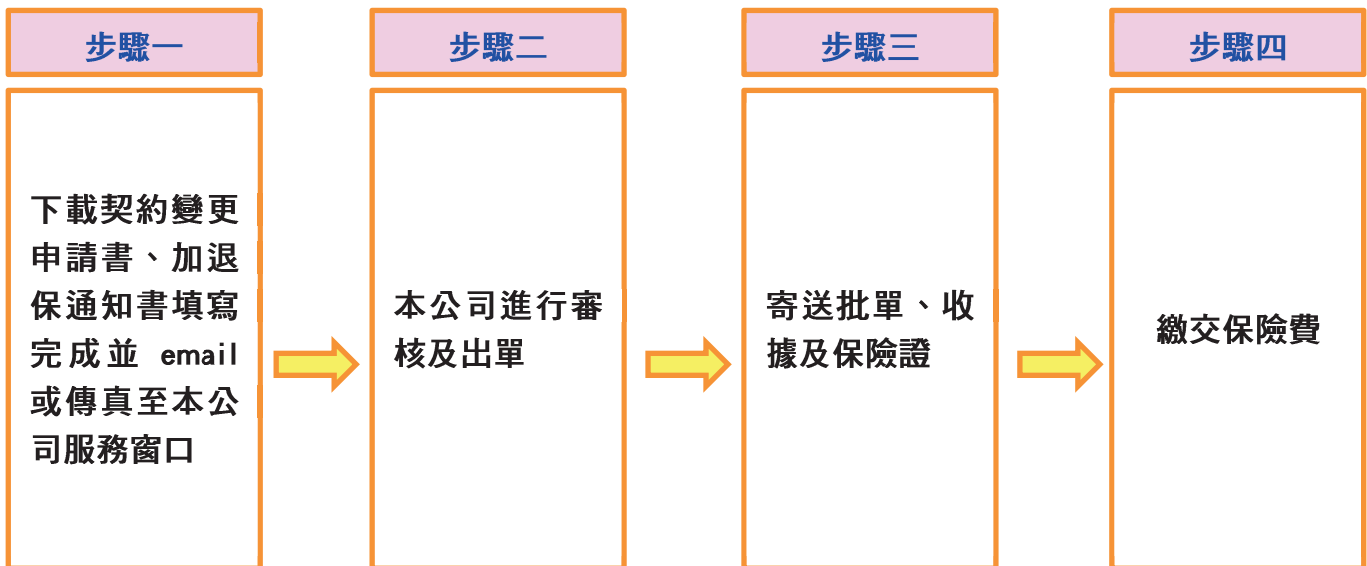 步驟一
下載契約變更
申請書、加退
保通知書填寫
完成並 email
或傳真至本公
司服務窗口
步驟二
本公司進行審
核及出單
步驟三
寄送批單、收
據及保險證
步驟四
繳交保險費